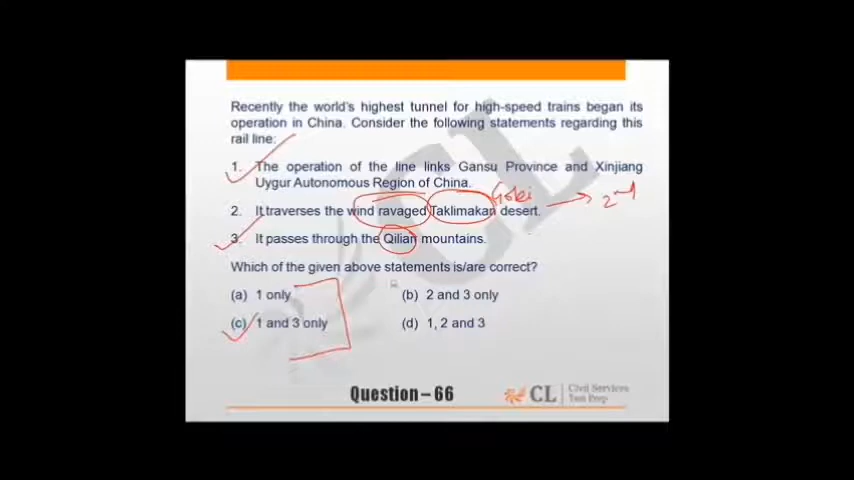 Recently the world's highest tunnel for high-speed trains began its
operation in China. Consider the following statements regarding this
rail line:
1. The operation of the line links Gansu Province and Xinjiang
Uygur Autonomous Region of China.
Gobi
2. It traverses the wind ravaged Taklimakan desert. 2nd
3. It passes through the Qilian mountains.
Which of the given above statements is/are correct?
(a) 1 only (b) 2 and 3 only
(c) 1 and 3 only (d) 1, 2 and 3
Question – 66
CL Civil Services
Test Prep
CL